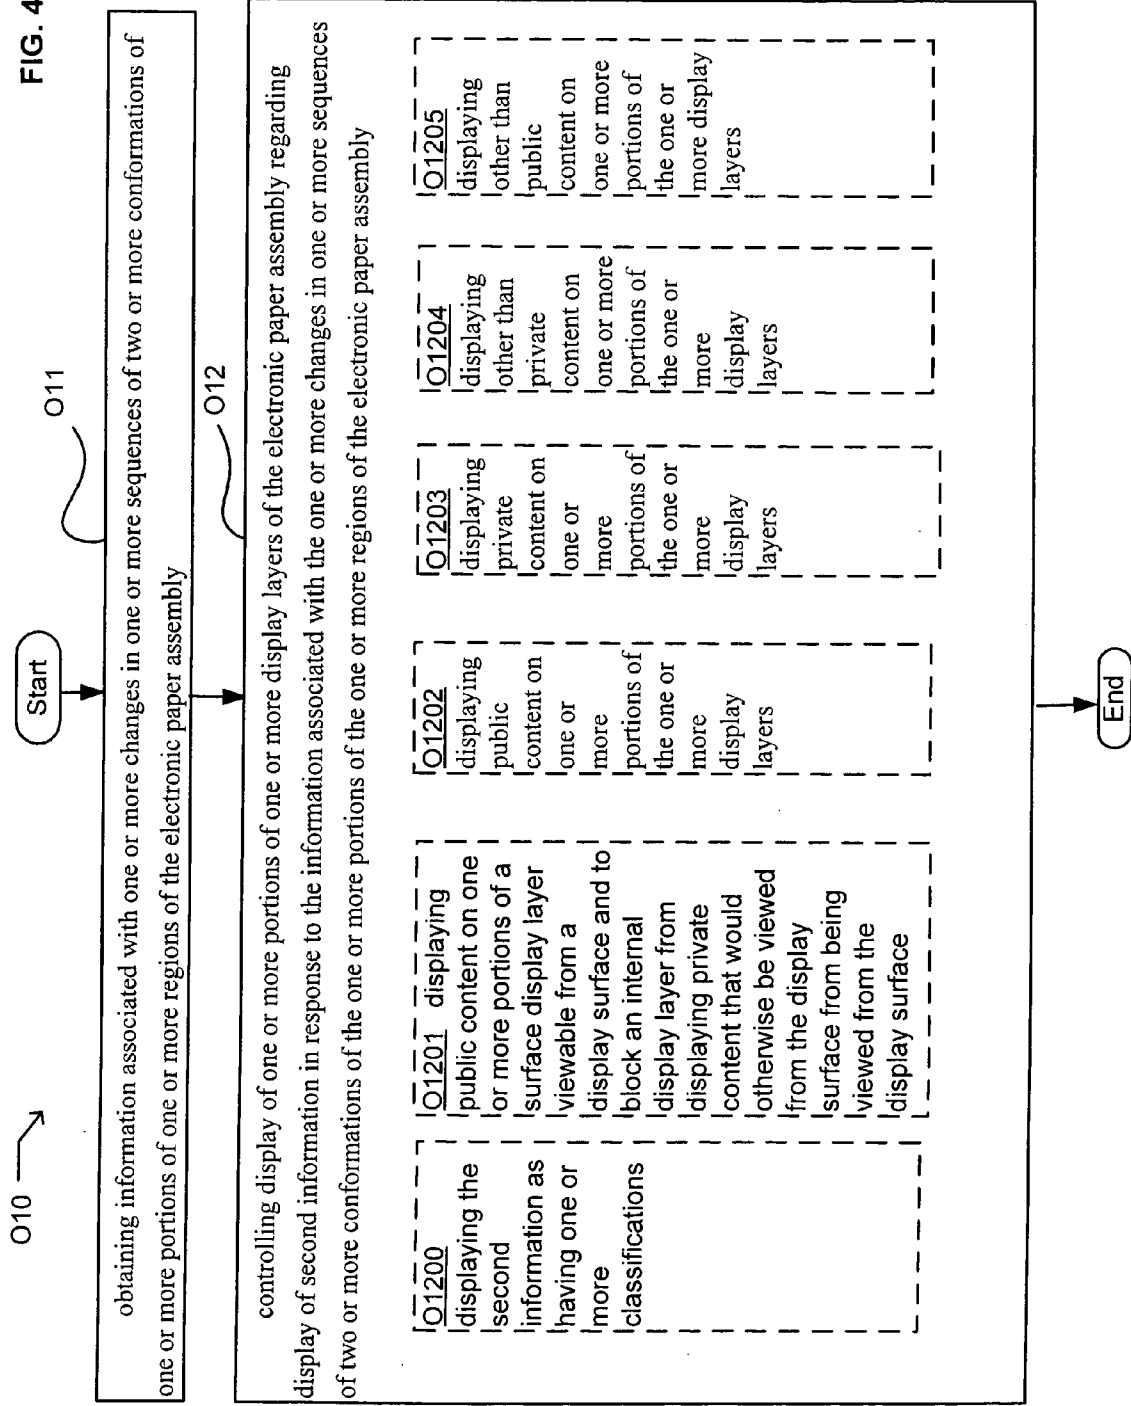 FIG. 4
O10
Start
O11
obtaining information associated with one or more changes in one or more sequences of two or more conformations of
one or more portions of one or more regions of the electronic paper assembly
O12
controlling display of one or more portions of one or more display layers of the electronic paper assembly regarding
display of second information in response to the information associated with the one or more changes in one or more sequences
of two or more conformations of the one or more portions of the one or more regions of the electronic paper assembly
O1200
displaying the
second
information as
having one or
more
classifications
O1201 displaying
public content on one
or more portions of a
surface display layer
viewable from a
display surface and to
block an internal
display layer from
displaying private
content that would
otherwise be viewed
from the display
surface from being
viewed from the
display surface
O1202
displaying
public
content on
one or
more
portions of
the one or
more
display
layers
O1203
displaying
private
content on
one or
more
portions of
the one or
more
display
layers
O1204
displaying
other than
private
content on
one or more
portions of
the one or
more
display
layers
O1205
displaying
other than
public
content on
one or more
portions of
the one or
more display
layers
End